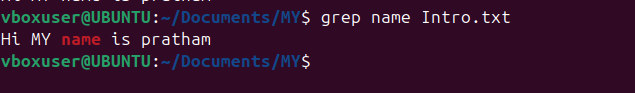 vboxuser@UBUNTU:~/Documents/MY$ grep name Intro.txt
Hi MY name is pratham
vboxuser@UBUNTU:~/Documents/MY$